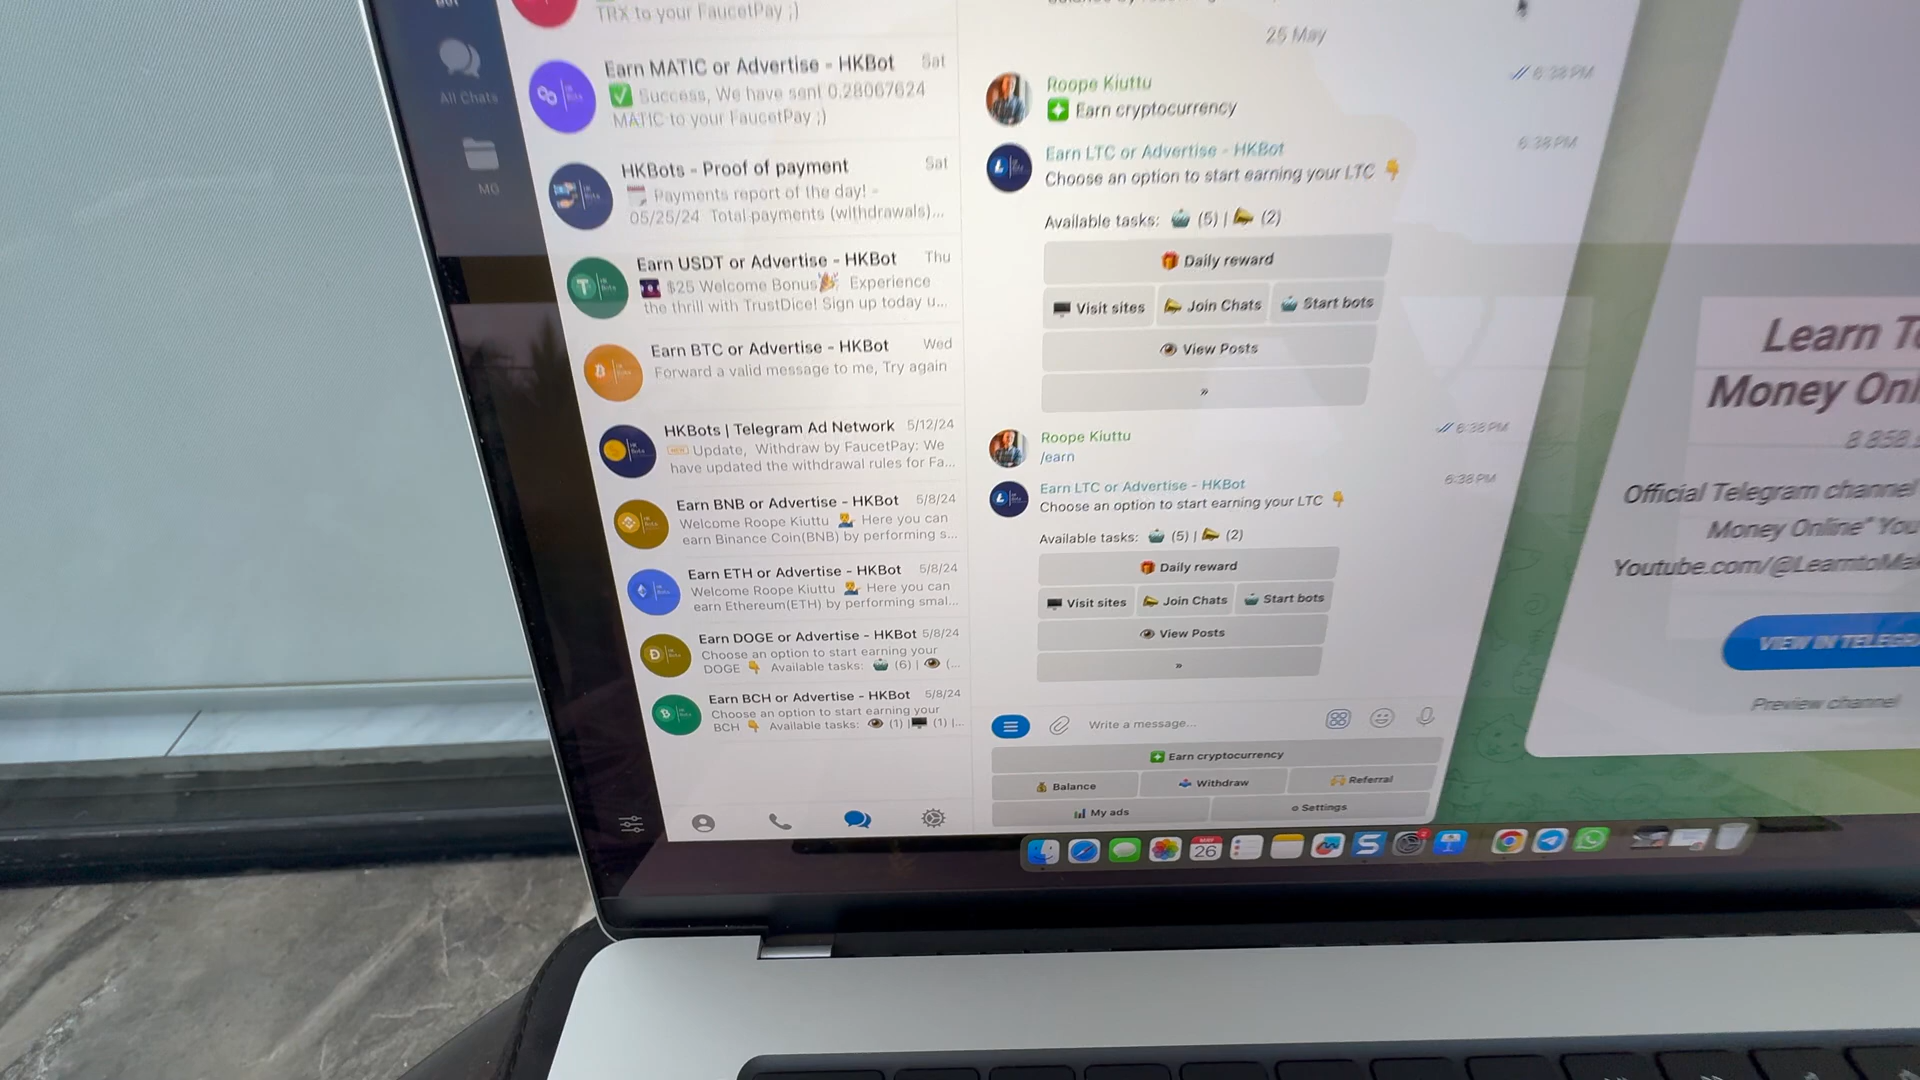 TRX to your FaucetPay ;)
All Chats
MG
Earn MATIC or Advertise - HKBot Sat
✅ Success, We have sent 0.28067624
MATIC to your FaucetPay ;)
HKBots - Proof of payment Sat
Payments report of the day! -
05/25/24 Total payments (withdrawals)...
Earn USDT or Advertise - HKBot Thu
$25 Welcome Bonus🎉 Experience
the thrill with TrustDice! Sign up today u...
Earn BTC or Advertise - HKBot Wed
Forward a valid message to me, Try again
HKBots | Telegram Ad Network 5/12/24
Update, Withdraw by FaucetPay: We
have updated the withdrawal rules for Fa...
Earn BNB or Advertise - HKBot 5/8/24
Welcome Roope Kiuttu Here you can
earn Binance Coin(BNB) by performing s...
Earn ETH or Advertise - HKBot 5/8/24
Welcome Roope Kiuttu Here you can
earn Ethereum(ETH) by performing smal...
Earn DOGE or Advertise - HKBot 5/8/24
Choose an option to start earning your
DOGE 👇 Available tasks: 🤖 (6) | 👁 (...
Earn BCH or Advertise - HKBot 5/8/24
Choose an option to start earning your
BCH 👇 Available tasks: 👁 (1) | 🖥 (1) |...
25 May
Roope Kiuttu 6:38 PM
Earn cryptocurrency
Earn LTC or Advertise - HKBot 6:38 PM
Choose an option to start earning your LTC 👇
Available tasks: 🤖 (5) | 📣 (2)
🎁 Daily reward
🖥 Visit sites 📣 Join Chats 🤖 Start bots
👁 View Posts
»
Roope Kiuttu 6:38 PM
/earn
Earn LTC or Advertise - HKBot 6:38 PM
Choose an option to start earning your LTC 👇
Available tasks: 🤖 (5) | 📣 (2)
🎁 Daily reward
🖥 Visit sites 📣 Join Chats 🤖 Start bots
👁 View Posts
»
Write a message...
Earn cryptocurrency
💰 Balance Withdraw Referral
📊 My ads Settings
MAY
26
Learn To
Money Onl
8 858
Official Telegram channel
Money Online" You
Youtube.com/@LearntoMak
VIEW IN TELEGRA
Preview channel